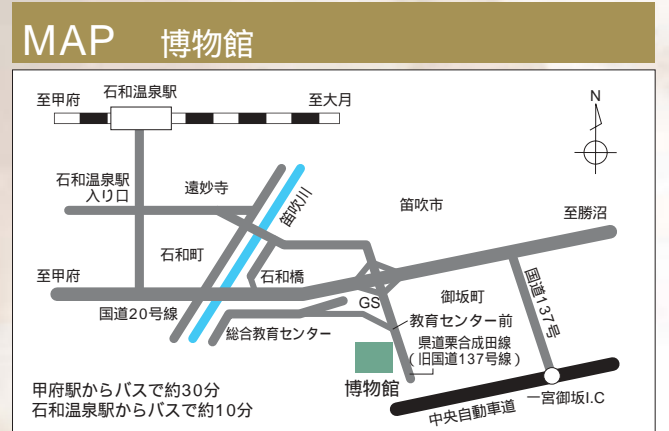 MAP 博物館
石和温泉駅
至甲府
至大月
N
石和温泉駅
入り口
遠妙寺
笛吹川
笛吹市
至勝沼
石和町
至甲府
石和橋
国道20号線
GS
御坂町
国道137号
総合教育センター
教育センター前
県道栗合成田線
（旧国道137号線）
博物館
一宮御坂I.C
中央自動車道
甲府駅からバスで約30分
石和温泉駅からバスで約10分